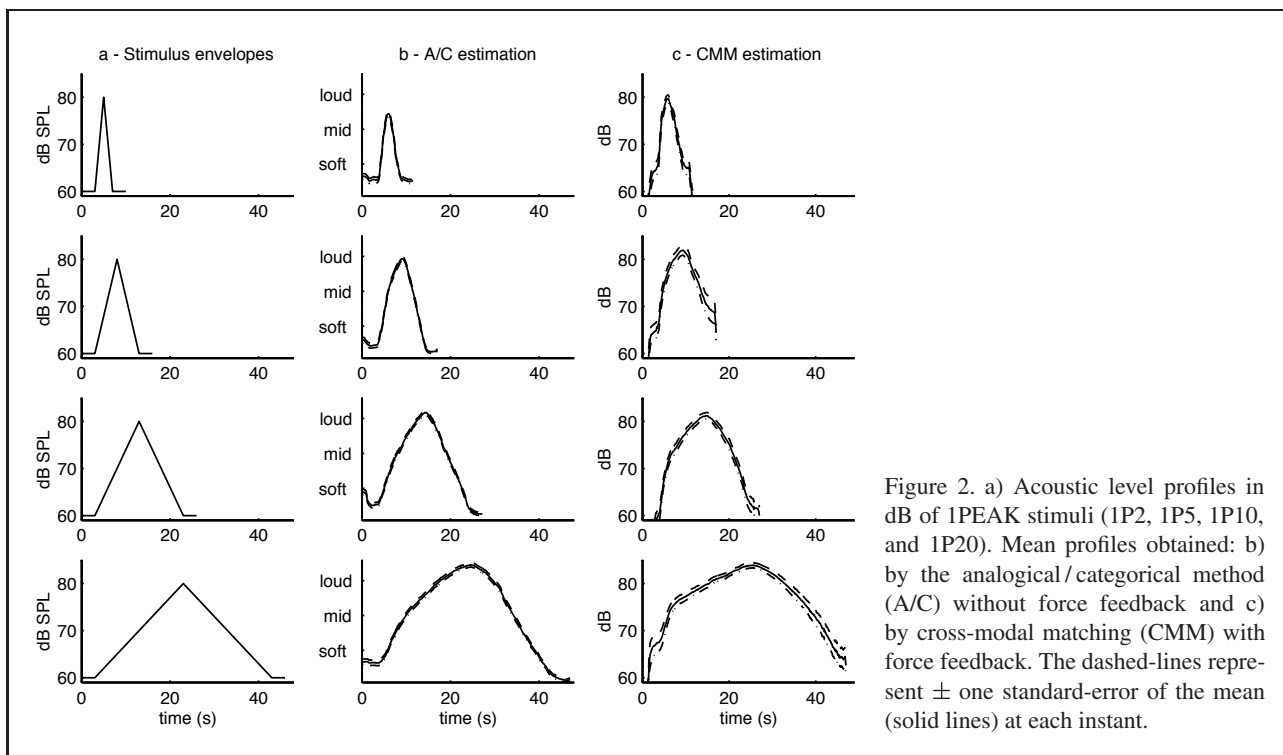 a - Stimulus envelopes
b - A/C estimation
c - CMM estimation
80
70
60
dB SPL
0 20 40
loud
mid
soft
0 20 40
80
70
60
dB
0 20 40
80
70
60
dB SPL
0 20 40
loud
mid
soft
0 20 40
80
70
60
dB
0 20 40
80
70
60
dB SPL
0 20 40
loud
mid
soft
0 20 40
80
70
60
dB
0 20 40
80
70
60
dB SPL
0 20 40
time (s)
loud
mid
soft
0 20 40
time (s)
80
70
60
dB
0 20 40
time (s)
Figure 2. a) Acoustic level profiles in
dB of 1PEAK stimuli (1P2, 1P5, 1P10,
and 1P20). Mean profiles obtained: b)
by the analogical/categorical method
(A/C) without force feedback and c)
by cross-modal matching (CMM) with
force feedback. The dashed-lines repre-
sent ± one standard-error of the mean
(solid lines) at each instant.